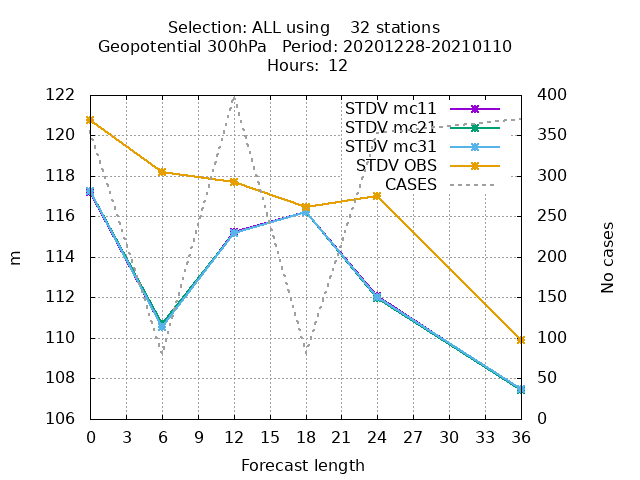 Selection: ALL using    32 stations
Geopotential 300hPa   Period: 20201228-20210110
Hours:  12
STDV mc11
STDV mc21
STDV mc31
STDV OBS
CASES
122
120
118
116
114
112
110
108
106
m
400
350
300
250
200
150
100
50
0
No cases
0 3 6 9 12 15 18 21 24 27 30 33 36
Forecast length